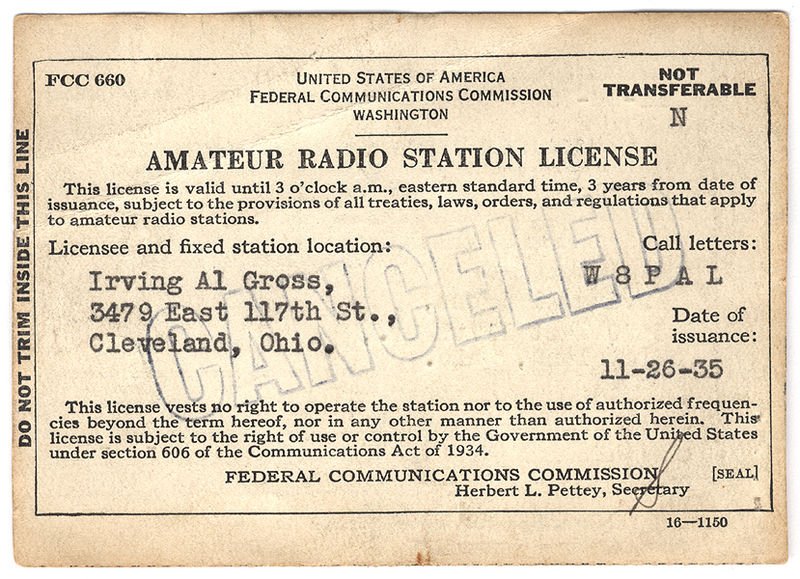 FCC 660
UNITED STATES OF AMERICA
FEDERAL COMMUNICATIONS COMMISSION
WASHINGTON
NOT
TRANSFERABLE
N
AMATEUR RADIO STATION LICENSE
This license is valid until 3 o'clock a.m., eastern standard time, 3 years from date of
issuance, subject to the provisions of all treaties, laws, orders, and regulations that apply
to amateur radio stations.
Licensee and fixed station location:
Call letters:
Irving Al Gross,
W 8 P A L
3479 East 117th St.,
Date of
issuance:
Cleveland, Ohio.
11-26-35
CANCELED
This license vests no right to operate the station nor to the use of authorized frequen-
cies beyond the term hereof, nor in any other manner than authorized herein. This
license is subject to the right of use or control by the Government of the United States
under section 606 of the Communications Act of 1934.
FEDERAL COMMUNICATIONS COMMISSION
[SEAL]
Herbert L. Pettey, Secretary
16—1150
DO NOT TRIM INSIDE THIS LINE